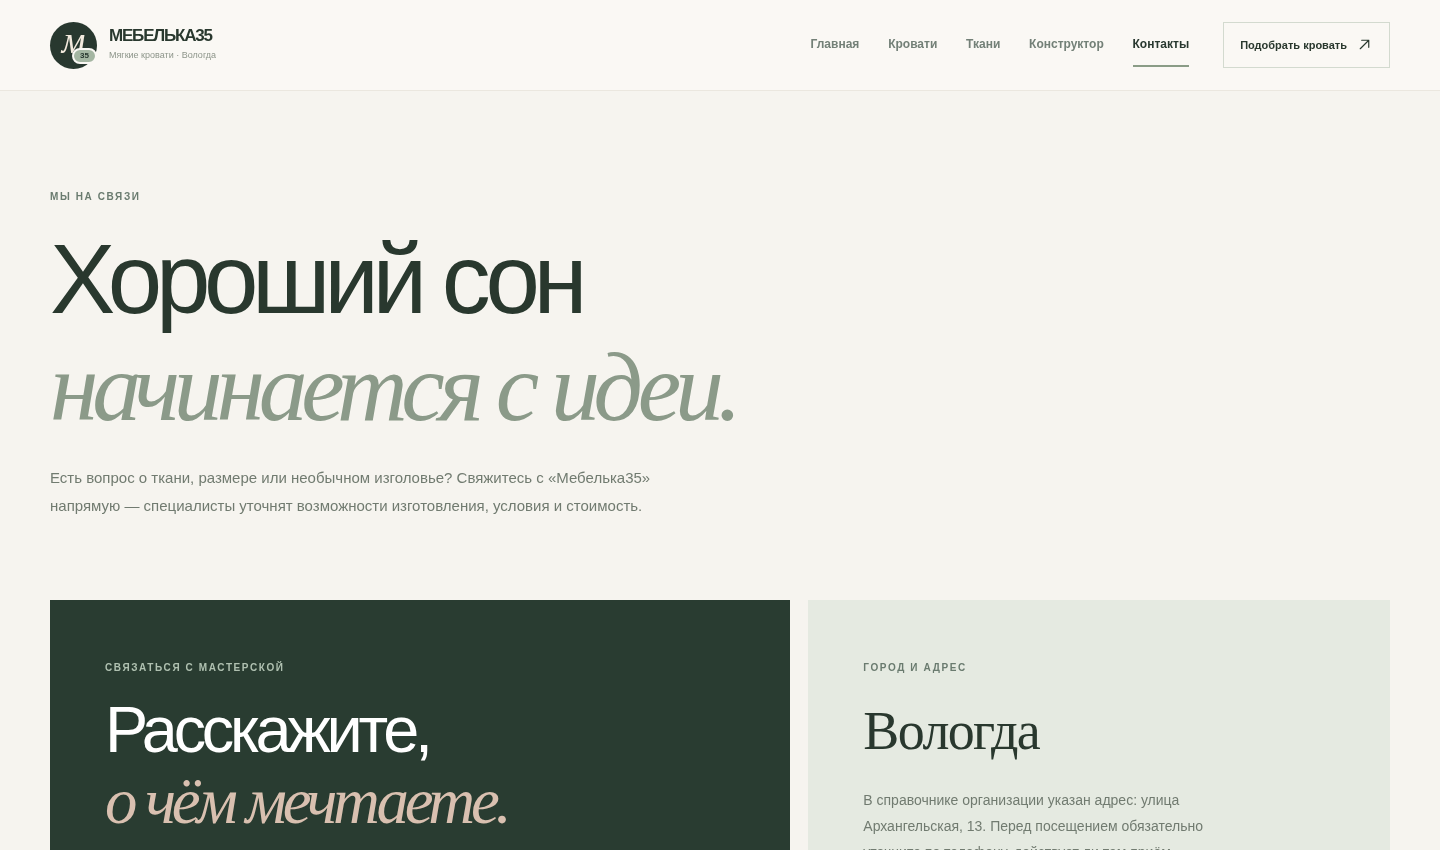 М
35
МЕБЕЛЬКА35
Мягкие кровати · Вологда
Главная
Кровати
Ткани
Конструктор
Контакты
Подобрать кровать
МЫ НА СВЯЗИ
Хороший сон
начинается с идеи.
Есть вопрос о ткани, размере или необычном изголовье? Свяжитесь с «Мебелька35»
напрямую — специалисты уточнят возможности изготовления, условия и стоимость.
СВЯЗАТЬСЯ С МАСТЕРСКОЙ
Расскажите,
о чём мечтаете.
ГОРОД И АДРЕС
Вологда
В справочнике организации указан адрес: улица
Архангельская, 13. Перед посещением обязательно